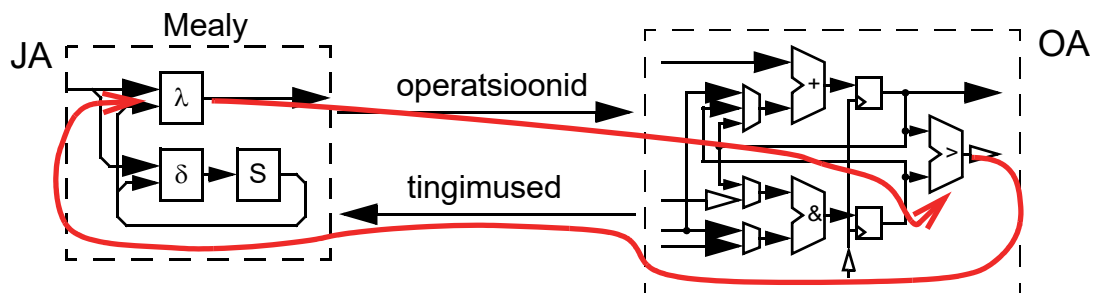 Mealy
JA
OA
λ
δ
S
operatsioonid
tingimused
+
>
&